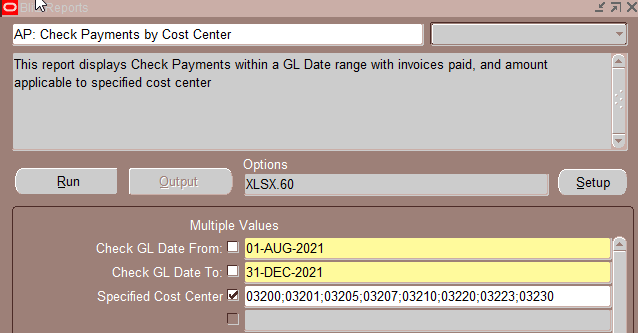 Blitz Reports
AP: Check Payments by Cost Center
This report displays Check Payments within a GL Date range with invoices paid, and amount
applicable to specified cost center
Options
Run Output XLSX.60 Setup
Multiple Values
Check GL Date From: 01-AUG-2021
Check GL Date To: 31-DEC-2021
Specified Cost Center 03200;03201;03205;03207;03210;03220;03223;03230